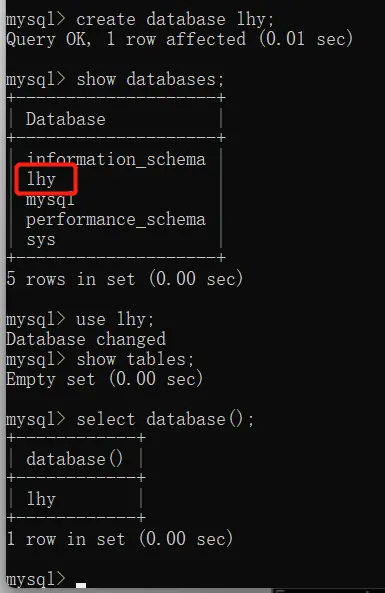 mysql> create database lhy;
Query OK, 1 row affected (0.01 sec)
mysql> show databases;
+--------------------+
| Database           |
+--------------------+
| information_schema |
| lhy                |
| mysql              |
| performance_schema |
| sys                |
+--------------------+
5 rows in set (0.00 sec)
mysql> use lhy;
Database changed
mysql> show tables;
Empty set (0.00 sec)
mysql> select database();
+------------+
| database() |
+------------+
| lhy        |
+------------+
1 row in set (0.00 sec)
mysql>